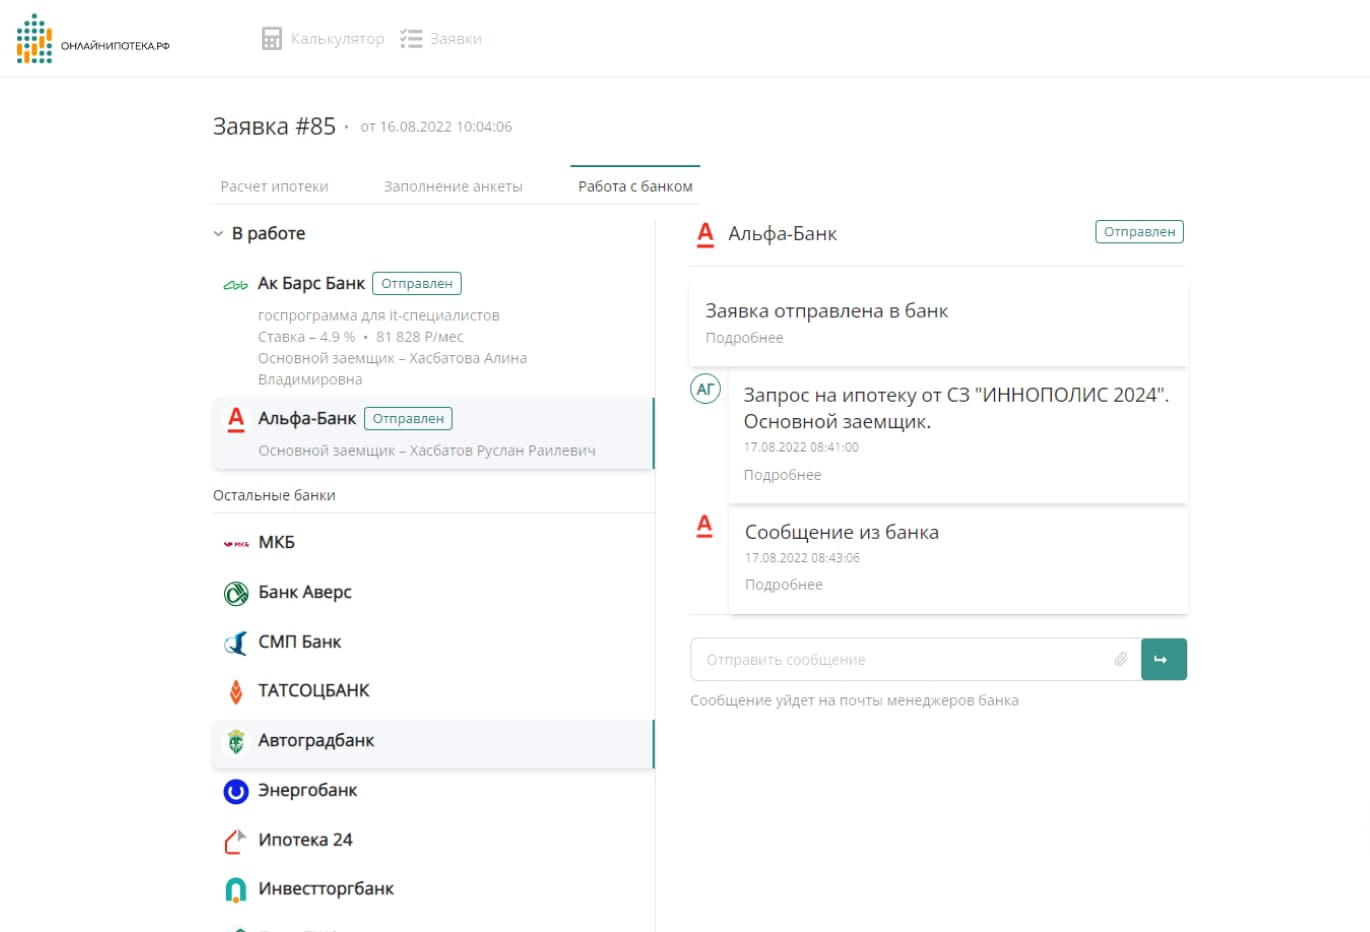 ОНЛАЙНИПОТЕКА.РФ
Калькулятор
Заявки
Заявка #85 · от 16.08.2022 10:04:06
Расчет ипотеки
Заполнение анкеты
Работа с банком
В работе
Ак Барс Банк Отправлен
госпрограмма для it-специалистов
Ставка – 4.9 % • 81 828 Р/мес
Основной заемщик – Хасбатова Алина
Владимировна
А Альфа-Банк Отправлен
Основной заемщик – Хасбатов Руслан Раилевич
Остальные банки
МКБ МКБ
Банк Аверс
СМП Банк
ТАТСОЦБАНК
Автоградбанк
Энергобанк
Ипотека 24
Инвестторгбанк
А Альфа-Банк Отправлен
Заявка отправлена в банк
Подробнее
АГ
Запрос на ипотеку от СЗ "ИННОПОЛИС 2024".
Основной заемщик.
17.08.2022 08:41:00
Подробнее
А
Сообщение из банка
17.08.2022 08:43:06
Подробнее
Отправить сообщение
Сообщение уйдет на почты менеджеров банка